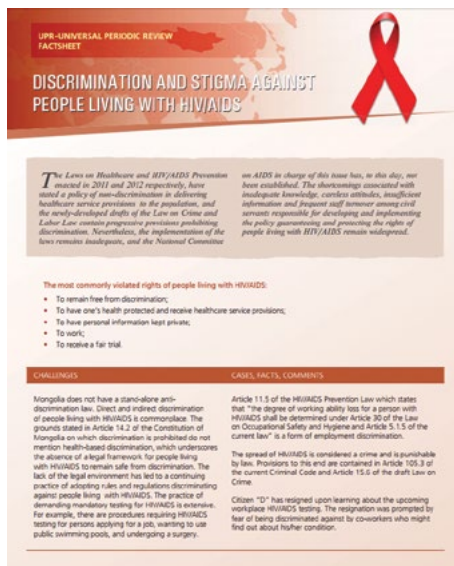 UPR-UNIVERSAL PERIODIC REVIEW
FACTSHEET
DISCRIMINATION AND STIGMA AGAINST
PEOPLE LIVING WITH HIV/AIDS
The Laws on Healthcare and HIV/AIDS Prevention
enacted in 2011 and 2012 respectively, have
stated a policy of non-discrimination in delivering
healthcare service provisions to the population, and
the newly-developed drafts of the Law on Crime and
Labor Law contain progressive provisions prohibiting
discrimination. Nevertheless, the implementation of the
laws remains inadequate, and the National Committee
on AIDS in charge of this issue has, to this day, not
been established. The shortcomings associated with
inadequate knowledge, careless attitudes, insufficient
information and frequent staff turnover among civil
servants responsible for developing and implementing
the policy guaranteeing and protecting the rights of
people living with HIV/AIDS remain widespread.
The most commonly violated rights of people living with HIV/AIDS:
• To remain free from discrimination;
• To have one's health protected and receive healthcare service provisions;
• To have personal information kept private;
• To work;
• To receive a fair trial.
CHALLENGES
Mongolia does not have a stand-alone anti-
discrimination law. Direct and indirect discrimination
of people living with HIV/AIDS is commonplace. The
grounds stated in Article 14.2 of the Constitution of
Mongolia on which discrimination is prohibited do not
mention health-based discrimination, which underscores
the absence of a legal framework for people living
with HIV/AIDS to remain safe from discrimination. The
lack of the legal environment has led to a continuing
practice of adopting rules and regulations discriminating
against people living with HIV/AIDS. The practice of
demanding mandatory testing for HIV/AIDS is extensive.
For example, there are procedures requiring HIV/AIDS
testing for persons applying for a job, wanting to use
public swimming pools, and undergoing a surgery.
CASES, FACTS, COMMENTS
Article 11.5 of the HIV/AIDS Prevention Law which states
that "the degree of working ability loss for a person with
HIV/AIDS shall be determined under Article 30 of the Law
on Occupational Safety and Hygiene and Article 5.1.5 of the
current law" is a form of employment discrimination.
The spread of HIV/AIDS is considered a crime and is punishable
by law. Provisions to this end are contained in Article 105.3 of
the current Criminal Code and Article 15.6 of the draft Law on
Crime.
Citizen "D" has resigned upon learning about the upcoming
workplace HIV/AIDS testing. The resignation was prompted by
fear of being discriminated against by co-workers who might
find out about his/her condition.